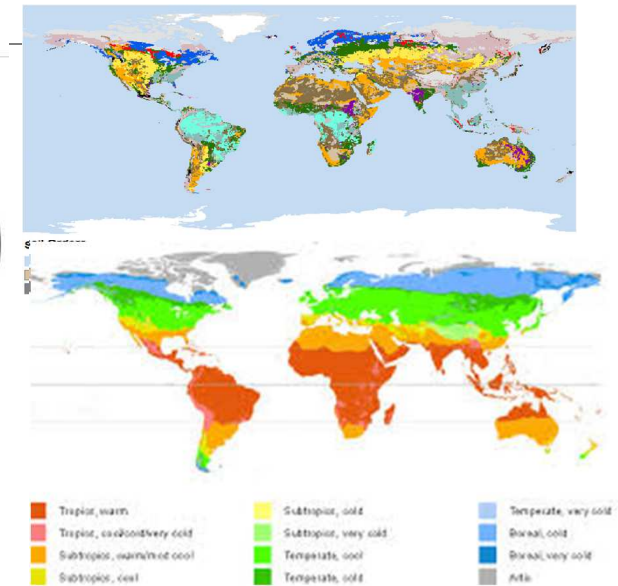 Tropics, warm
Tropics, cool/cold/very cold
Subtropics, warm/mod cool
Subtropics, cool
Subtropics, cold
Subtropics, very cold
Temperate, cool
Temperate, cold
Temperate, very cold
Boreal, cold
Boreal, very cold
Artic